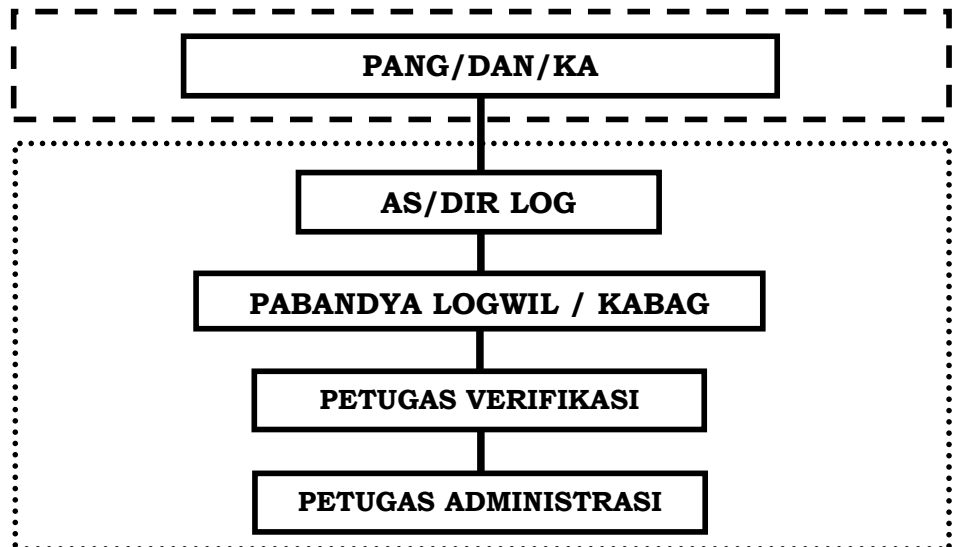 PANG/DAN/KA
AS/DIR LOG
PABANDYA LOGWIL / KABAG
PETUGAS VERIFIKASI
PETUGAS ADMINISTRASI